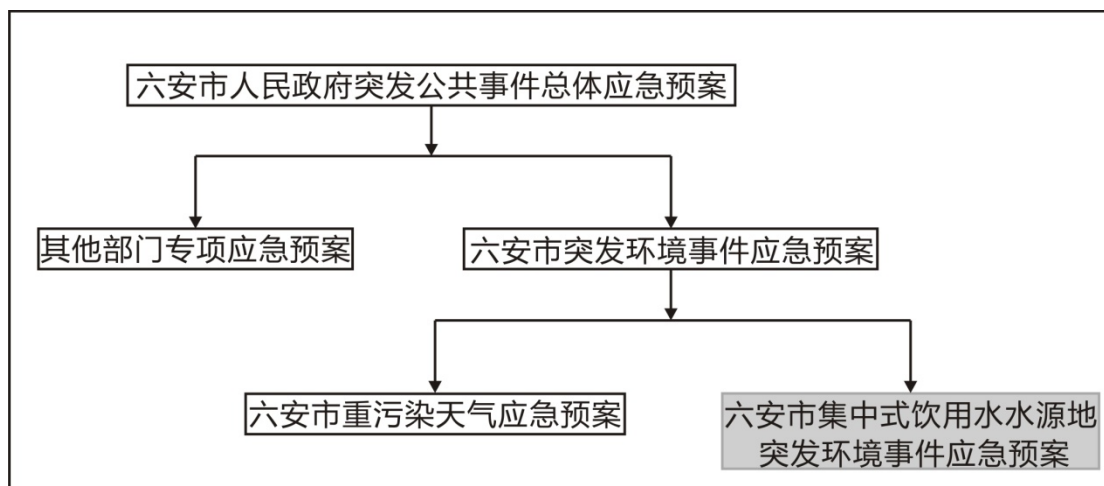 六安市人民政府突发公共事件总体应急预案
其他部门专项应急预案
六安市突发环境事件应急预案
六安市重污染天气应急预案
六安市集中式饮用水水源地
突发环境事件应急预案